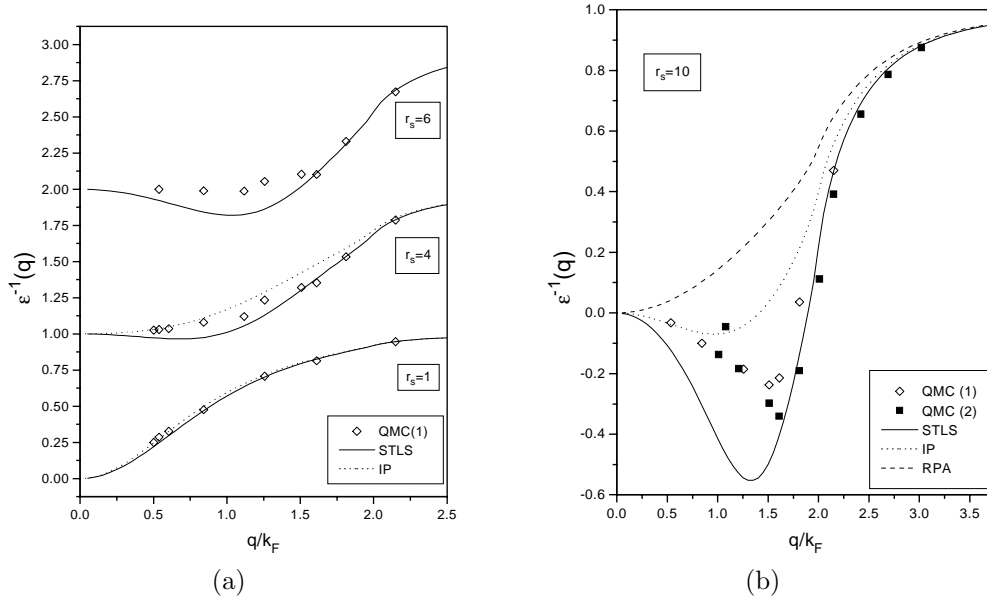 3.00
2.75
2.50
2.25
2.00
1.75
1.50
1.25
1.00
0.75
0.50
0.25
0.00
ε⁻¹(q)
r_s=6
r_s=4
r_s=1
QMC(1)
STLS
IP
0.0 0.5 1.0 1.5 2.0 2.5
q/k_F
(a)
1.0
0.8
0.6
0.4
0.2
0.0
-0.2
-0.4
-0.6
ε⁻¹(q)
r_s=10
QMC (1)
QMC (2)
STLS
IP
RPA
0.0 0.5 1.0 1.5 2.0 2.5 3.0 3.5
q/k_F
(b)